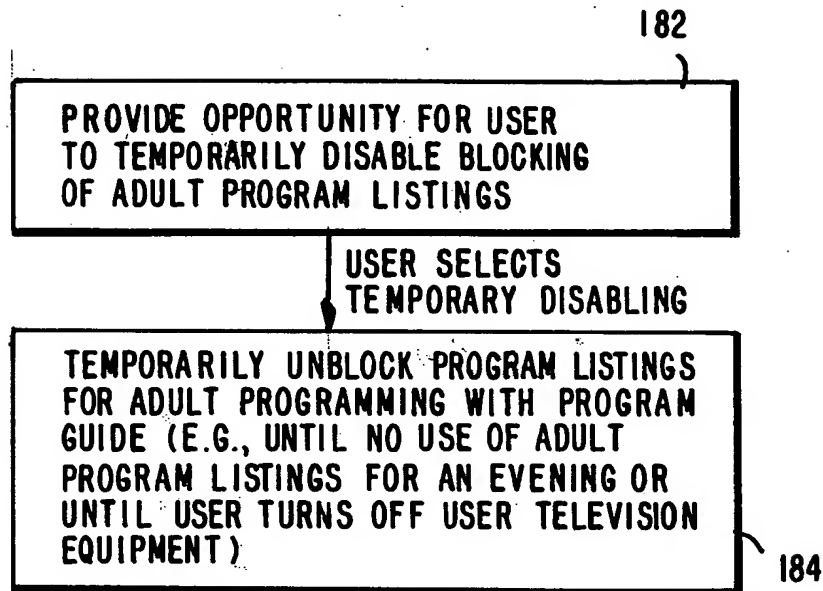 182
PROVIDE OPPORTUNITY FOR USER
TO TEMPORARILY DISABLE BLOCKING
OF ADULT PROGRAM LISTINGS
USER SELECTS
TEMPORARY DISABLING
TEMPORARILY UNBLOCK PROGRAM LISTINGS
FOR ADULT PROGRAMMING WITH PROGRAM
GUIDE (E.G., UNTIL NO USE OF ADULT
PROGRAM LISTINGS FOR AN EVENING OR
UNTIL USER TURNS OFF USER TELEVISION
EQUIPMENT)
184